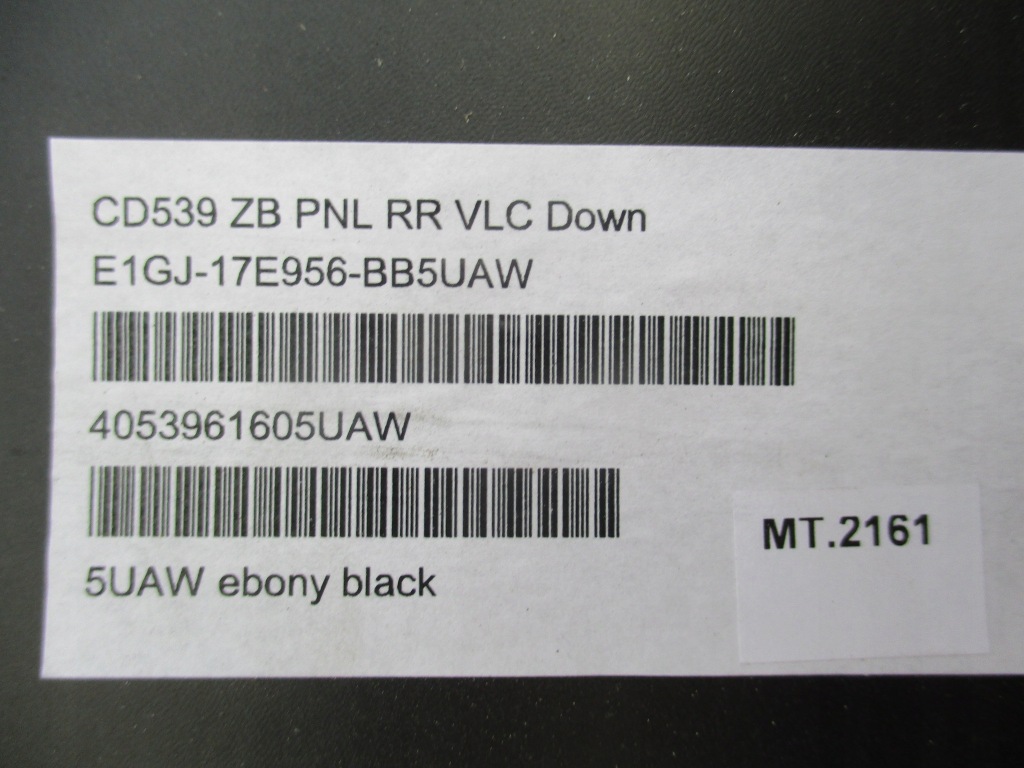 CD539 ZB PNL RR VLC Down
E1GJ-17E956-BB5UAW
4053961605UAW
5UAW ebony black
MT.2161